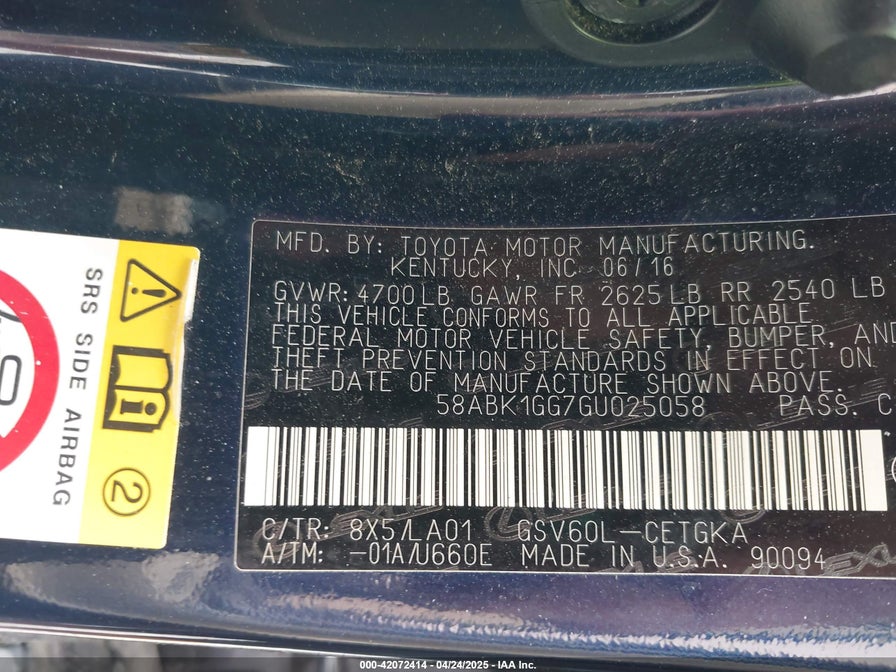 MFD. BY: TOYOTA MOTOR MANUFACTURING.
KENTUCKY, INC 06/16
GVWR: 4700LB GAWR FR 2625LB RR 2540 LB
THIS VEHICLE CONFORMS TO ALL APPLICABLE
FEDERAL MOTOR VEHICLE SAFETY, BUMPER, AND
THEFT PREVENTION STANDARDS IN EFFECT ON
THE DATE OF MANUFACTURE SHOWN ABOVE.
58ABK1GG7GU025058 PASS. C
C/TR: 8X5/LA01 GSV60L-CETGKA
A/TM: -01A/U660E MADE IN U.S.A. 90094
SRS SIDE AIRBAG
2
000-42072414 - 04/24/2025 - IAA Inc.